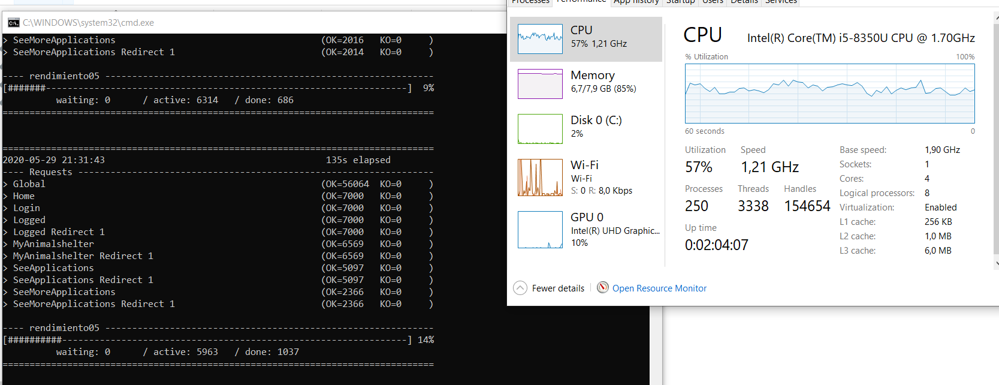 C:\WINDOWS\system32\cmd.exe
> SeeMoreApplications (OK=2016 KO=0 )
> SeeMoreApplications Redirect 1 (OK=2014 KO=0 )
---- rendimiento05 -------------------------------------------------------------
[#######-------------------------------------------------------------------] 9%
waiting: 0 / active: 6314 / done: 686
================================================================================
================================================================================
2020-05-29 21:31:43 135s elapsed
---- Requests ------------------------------------------------------------------
> Global (OK=56064 KO=0 )
> Home (OK=7000 KO=0 )
> Login (OK=7000 KO=0 )
> Logged (OK=7000 KO=0 )
> Logged Redirect 1 (OK=7000 KO=0 )
> MyAnimalshelter (OK=6569 KO=0 )
> MyAnimalshelter Redirect 1 (OK=6569 KO=0 )
> SeeApplications (OK=5097 KO=0 )
> SeeApplications Redirect 1 (OK=5097 KO=0 )
> SeeMoreApplications (OK=2366 KO=0 )
> SeeMoreApplications Redirect 1 (OK=2366 KO=0 )
---- rendimiento05 -------------------------------------------------------------
[##########----------------------------------------------------------------] 14%
waiting: 0 / active: 5963 / done: 1037
================================================================================
Processes Performance App history Startup Users Details Services
CPU
57% 1,21 GHz
Memory
6,7/7,9 GB (85%)
Disk 0 (C:)
2%
Wi-Fi
Wi-Fi
S: 0 R: 8,0 Kbps
GPU 0
Intel(R) UHD Graphic...
10%
CPU Intel(R) Core(TM) i5-8350U CPU @ 1.70GHz
% Utilization 100%
60 seconds 0
Utilization Speed
57% 1,21 GHz
Processes Threads Handles
250 3338 154654
Up time
0:02:04:07
Base speed: 1,90 GHz
Sockets: 1
Cores: 4
Logical processors: 8
Virtualization: Enabled
L1 cache: 256 KB
L2 cache: 1,0 MB
L3 cache: 6,0 MB
Fewer details Open Resource Monitor